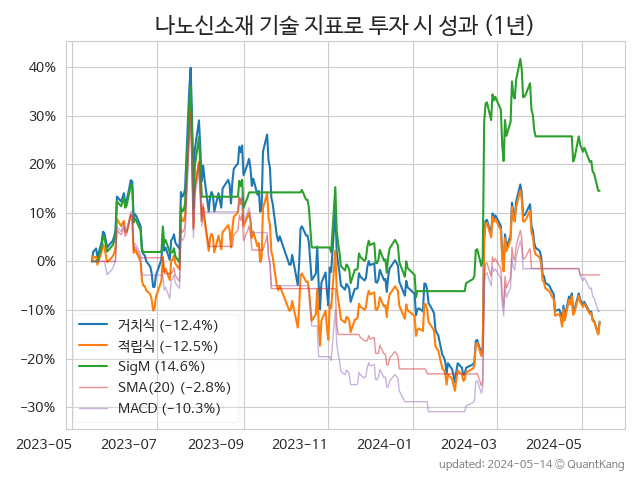 나노신소재 기술 지표로 투자 시 성과 (1년)
40%
30%
20%
10%
0%
−10%
−20%
−30%
거치식 (−12.4%)
적립식 (−12.5%)
SigM (14.6%)
SMA(20) (−2.8%)
MACD (−10.3%)
2023-05 2023-07 2023-09 2023-11 2024-01 2024-03 2024-05
updated: 2024-05-14 © QuantKang